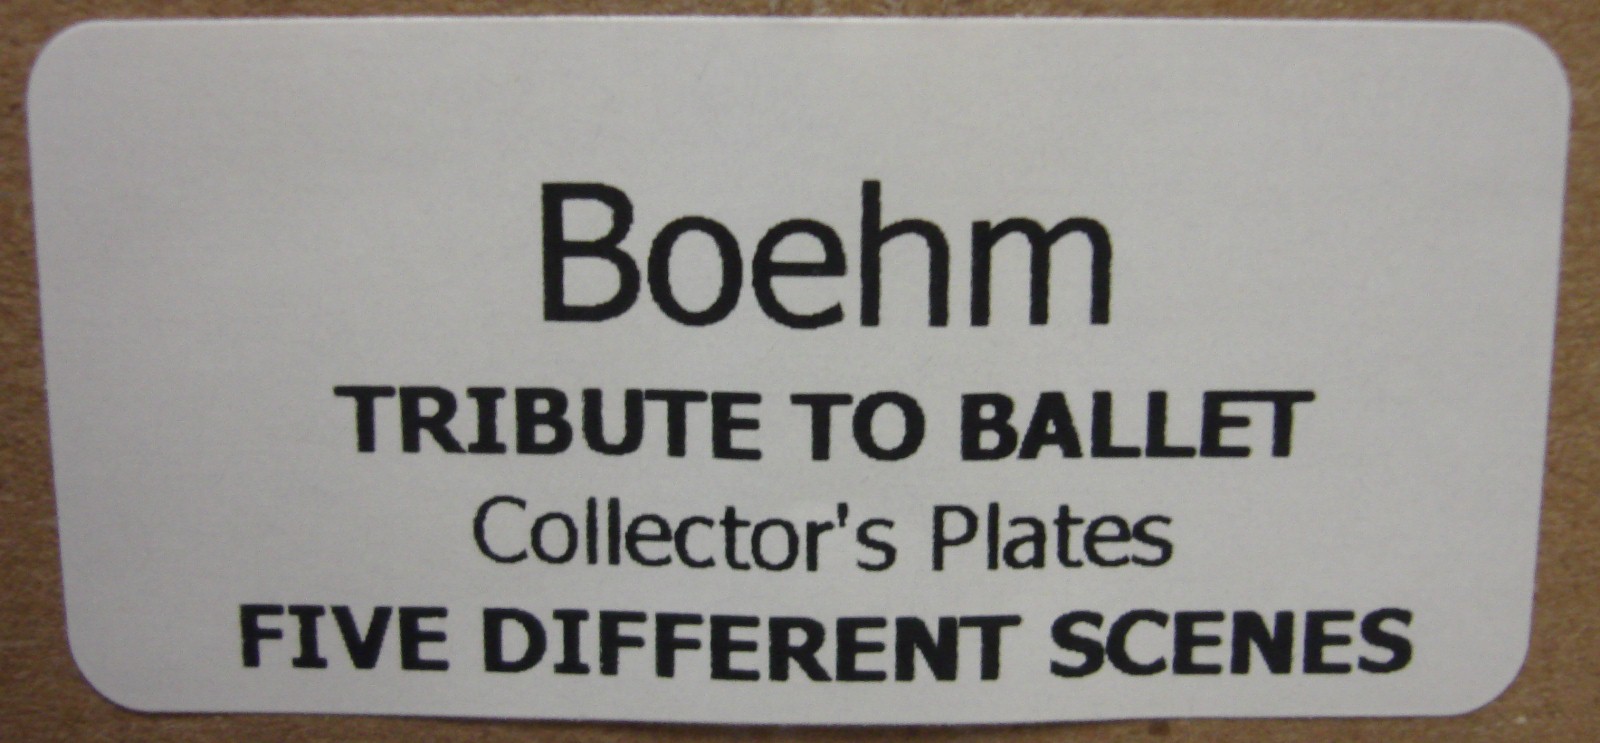 Boehm
TRIBUTE TO BALLET
Collector's Plates
FIVE DIFFERENT SCENES